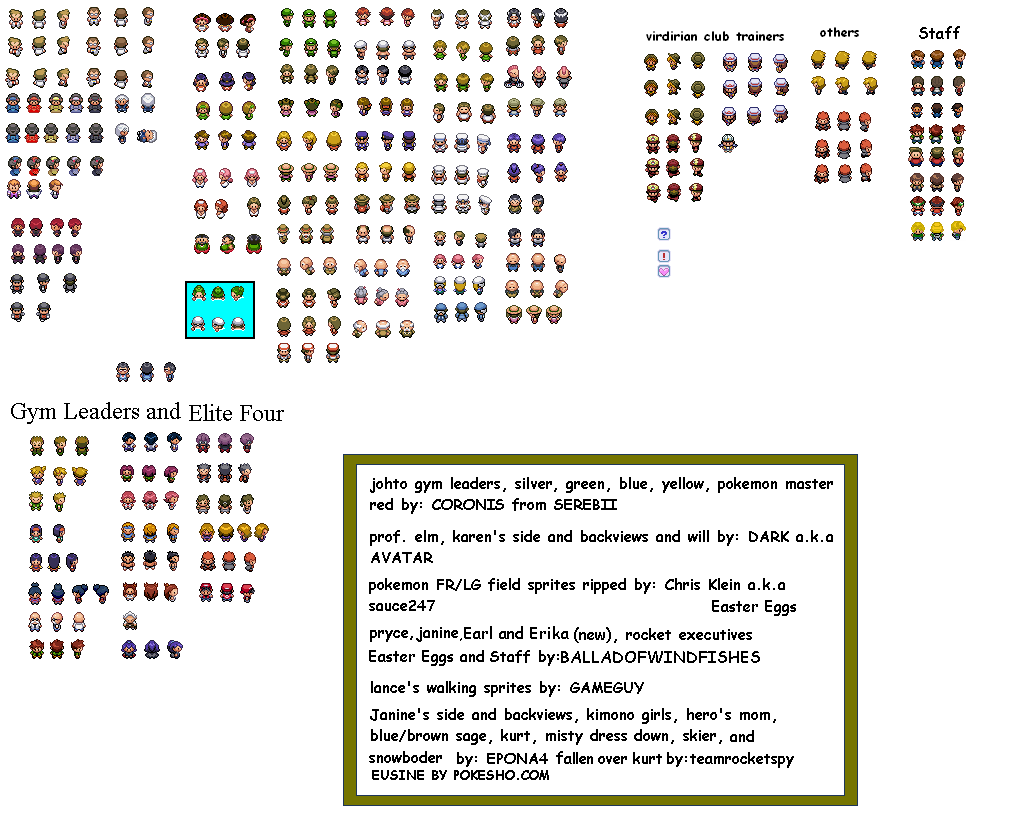 virdirian club trainers
others
Staff
?
!
Gym Leaders and Elite Four
johto gym leaders, silver, green, blue, yellow, pokemon master
red by: CORONIS from SEREBII
prof. elm, karen's side and backviews and will by: DARK a.k.a
AVATAR
pokemon FR/LG field sprites ripped by: Chris Klein a.k.a
sauce247 Easter Eggs
pryce,janine,Earl and Erika (new), rocket executives
Easter Eggs and Staff by:BALLADOFWINDFISHES
lance's walking sprites by: GAMEGUY
Janine's side and backviews, kimono girls, hero's mom,
blue/brown sage, kurt, misty dress down, skier, and
snowboder by: EPONA4 fallen over kurt by:teamrocketspy
EUSINE BY POKESHO.COM